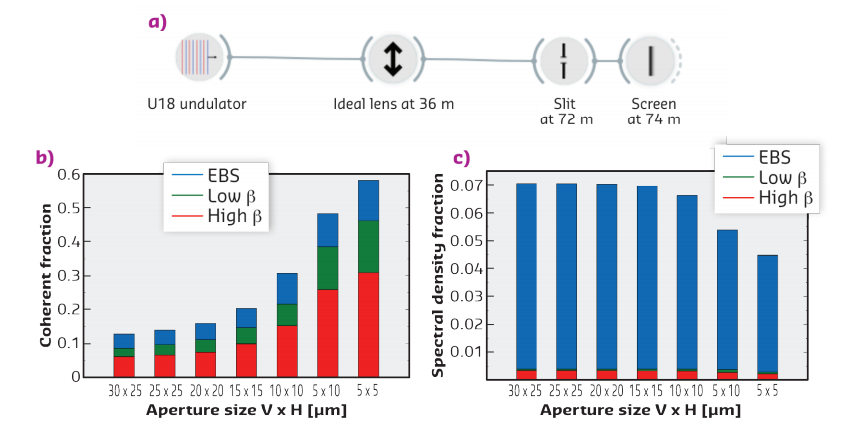 a)
U18 undulator
Ideal lens at 36 m
Slit
at 72 m
Screen
at 74 m
b)
EBS
Low β
High β
Coherent fraction
0.6
0.5
0.4
0.3
0.2
0.1
0
30 x 25 25 x 25 20 x 20 15 x 15 10 x 10 5 x 10 5 x 5
Aperture size V x H [µm]
c)
EBS
Low β
High β
Spectral density fraction
0.07
0.06
0.05
0.04
0.03
0.02
0.01
30 x 25 25 x 25 20 x 20 15 x 15 10 x 10 5 x 10 5 x 5
Aperture size V x H [µm]